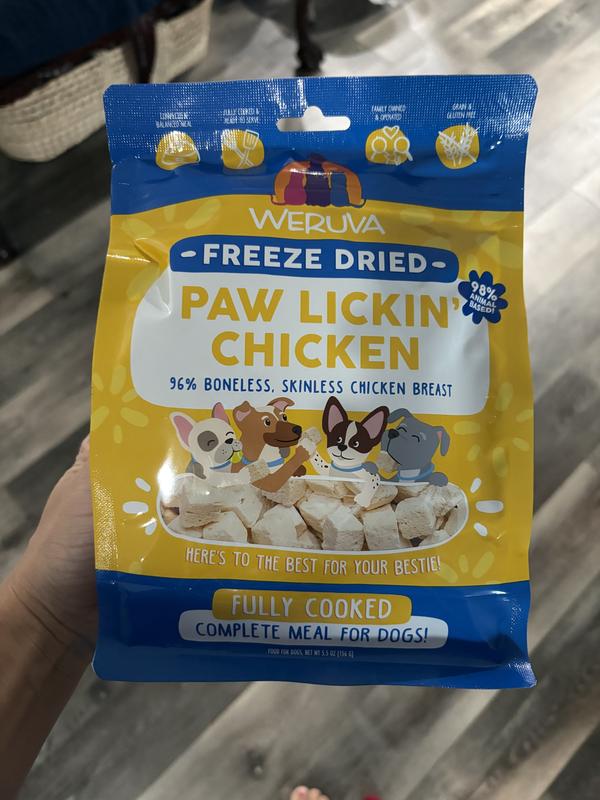 COMPLETE &
BALANCED MEAL
FULLY COOKED &
READY TO SERVE
FAMILY OWNED
& OPERATED
GRAIN &
GLUTEN FREE
WERUVA
-FREEZE DRIED-
98%
ANIMAL
BASED!
PAW LICKIN'
CHICKEN
96% BONELESS, SKINLESS CHICKEN BREAST
HERE'S TO THE BEST FOR YOUR BESTIE!
FULLY COOKED
COMPLETE MEAL FOR DOGS!
FOOD FOR DOGS, NET WT 5.5 OZ (156 G)